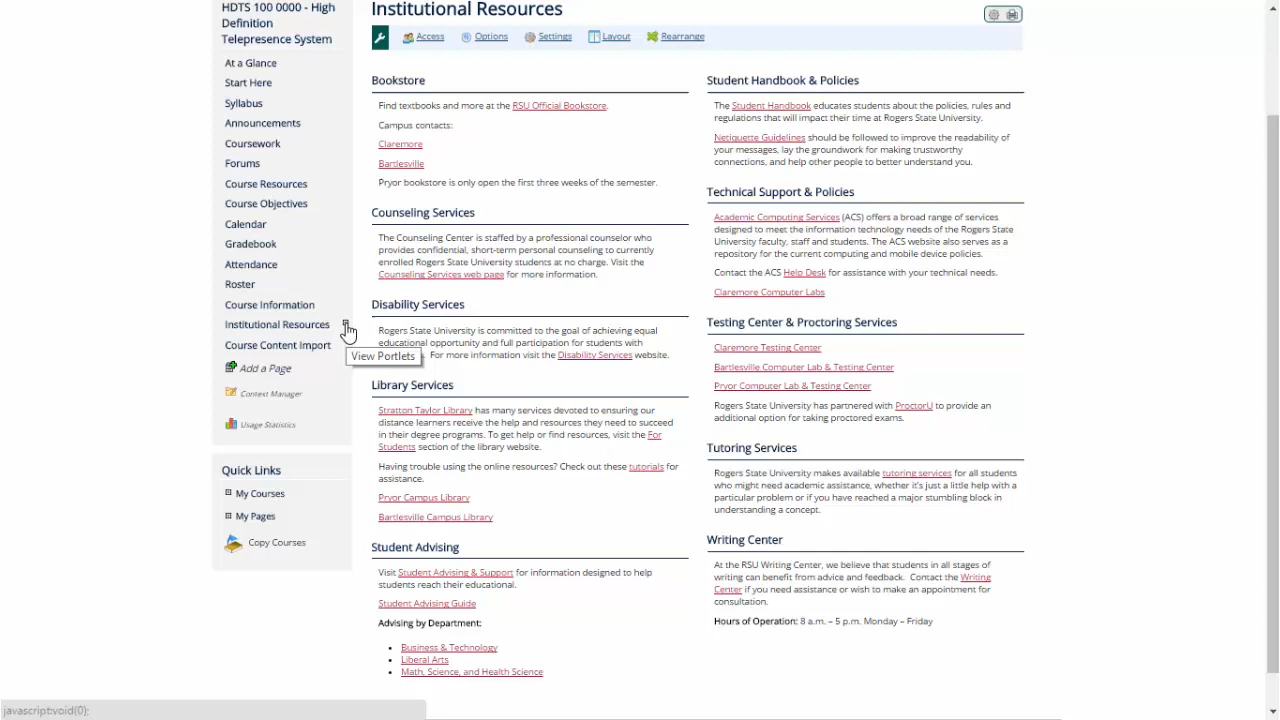 HDTS 100 0000 - High
Definition
Telepresence System
At a Glance
Start Here
Syllabus
Announcements
Coursework
Forums
Course Resources
Course Objectives
Calendar
Gradebook
Attendance
Roster
Course Information
Institutional Resources
Course Content Import
View Portlets
Add a Page
Context Manager
Usage Statistics
Quick Links
My Courses
My Pages
Copy Courses
Institutional Resources
Access Options Settings Layout Rearrange
Bookstore
Find textbooks and more at the RSU Official Bookstore.
Campus contacts:
Claremore
Bartlesville
Pryor bookstore is only open the first three weeks of the semester.
Counseling Services
The Counseling Center is staffed by a professional counselor who
provides confidential, short-term personal counseling to currently
enrolled Rogers State University students at no charge. Visit the
Counseling Services web page for more information.
Disability Services
Rogers State University is committed to the goal of achieving equal
educational opportunity and full participation for students with
For more information visit the Disability Services website.
Library Services
Stratton Taylor Library has many services devoted to ensuring our
distance learners receive the help and resources they need to succeed
in their degree programs. To get help or find resources, visit the For
Students section of the library website.
Having trouble using the online resources? Check out these tutorials for
assistance.
Pryor Campus Library
Bartlesville Campus Library
Student Advising
Visit Student Advising & Support for information designed to help
students reach their educational.
Student Advising Guide
Advising by Department:
Business & Technology
Liberal Arts
Math, Science, and Health Science
Student Handbook & Policies
The Student Handbook educates students about the policies, rules and
regulations that will impact their time at Rogers State University.
Netiquette Guidelines should be followed to improve the readability of
your messages, lay the groundwork for making trustworthy
connections, and help other people to better understand you.
Technical Support & Policies
Academic Computing Services (ACS) offers a broad range of services
designed to meet the information technology needs of the Rogers State
University faculty, staff and students. The ACS website also serves as a
repository for the current computing and mobile device policies.
Contact the ACS Help Desk for assistance with your technical needs.
Claremore Computer Labs
Testing Center & Proctoring Services
Claremore Testing Center
Bartlesville Computer Lab & Testing Center
Pryor Computer Lab & Testing Center
Rogers State University has partnered with ProctorU to provide an
additional option for taking proctored exams.
Tutoring Services
Rogers State University makes available tutoring services for all students
who might need academic assistance, whether it's just a little help with a
particular problem or if you have reached a major stumbling block in
understanding a concept.
Writing Center
At the RSU Writing Center, we believe that students in all stages of
writing can benefit from advice and feedback. Contact the Writing
Center if you need assistance or wish to make an appointment for
consultation.
Hours of Operation: 8 a.m. – 5 p.m. Monday – Friday
javascript:void(0);